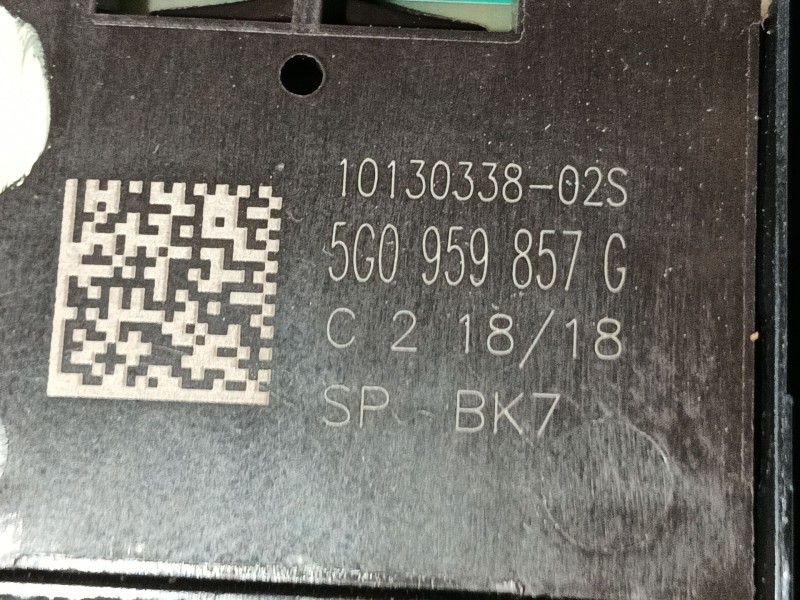 10130338-02S
5G0 959 857 G
C 2 18/18
SP BK7